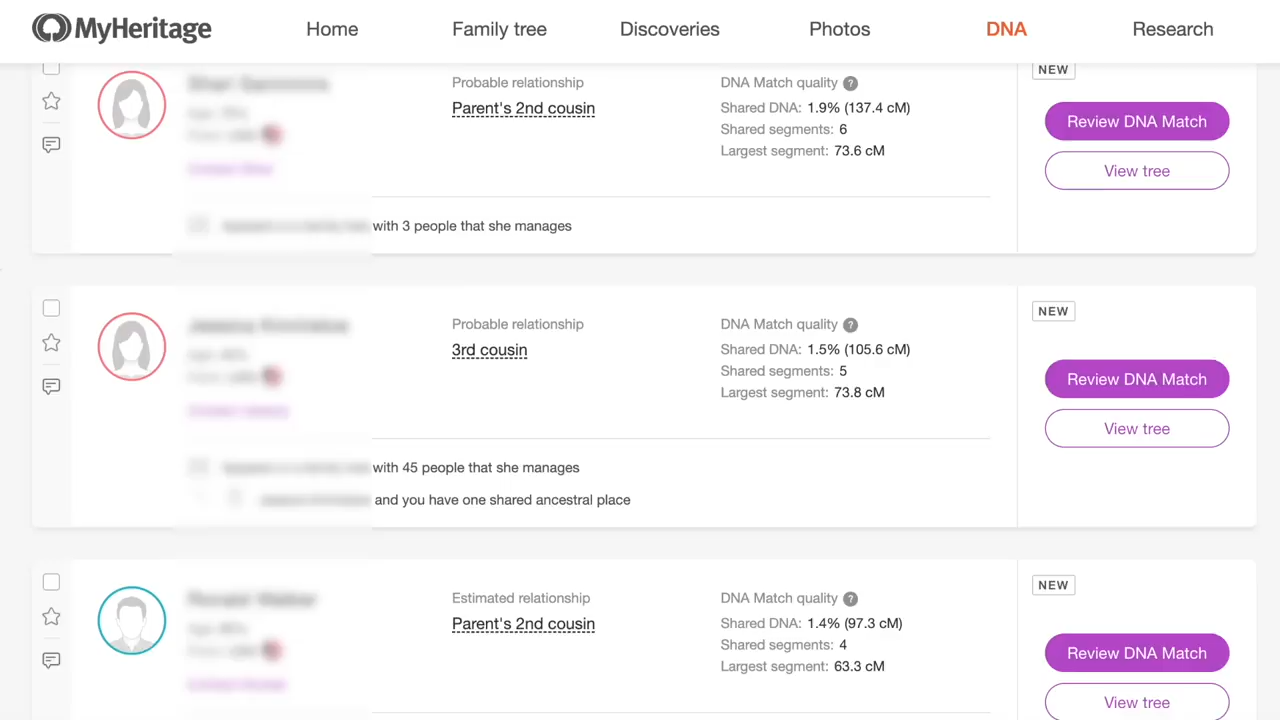 MyHeritage
Home
Family tree
Discoveries
Photos
DNA
Research
Probable relationship
Parent's 2nd cousin
DNA Match quality ?
Shared DNA: 1.9% (137.4 cM)
Shared segments: 6
Largest segment: 73.6 cM
NEW
Review DNA Match
View tree
with 3 people that she manages
Probable relationship
3rd cousin
DNA Match quality ?
Shared DNA: 1.5% (105.6 cM)
Shared segments: 5
Largest segment: 73.8 cM
NEW
Review DNA Match
View tree
with 45 people that she manages
and you have one shared ancestral place
Estimated relationship
Parent's 2nd cousin
DNA Match quality ?
Shared DNA: 1.4% (97.3 cM)
Shared segments: 4
Largest segment: 63.3 cM
NEW
Review DNA Match
View tree